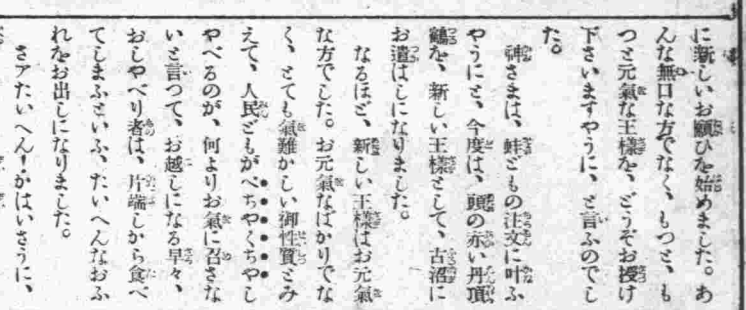 に新しいお願ひを始めました。あ
んな無口な方でなく、もつと、も
つと元氣な王様を、どうぞお授け
下さいますやうに、と言ふのでし
た。
神さまは、蛙どもの注文に叶ふ
やうにと、今度は、頭の赤い丹頂
鶴を、新しい王様として、古沼に
お遣はしになりました。
なるほど、新しい王樣はお元氣
な方でした。お元氣なばかりでな
く、とても氣難かしい御性質とみ
えて、人民どもがべちやくちやし
やべるのが、何よりお氣に召さな
いと言つて、お越しになる早々、
おしやべり者は、片端しから食べ
てしまふといふ、たいへんなおふ
れをお出しになりました。
さアたいへん！かはいさうに、